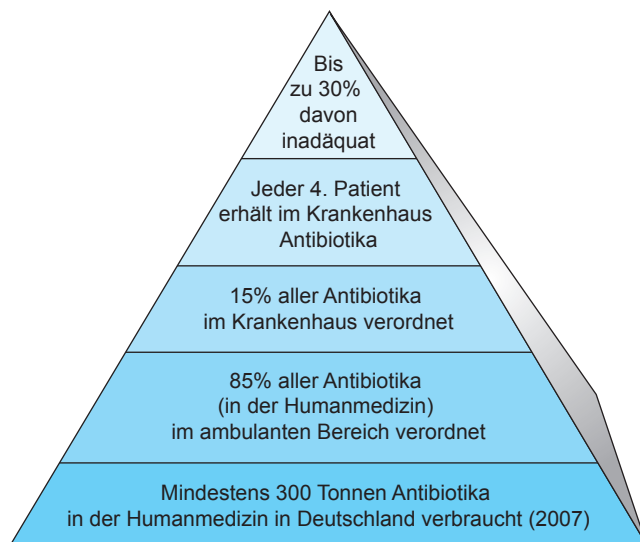 Bis
zu 30%
davon
inadäquat
Jeder 4. Patient
erhält im Krankenhaus
Antibiotika
15% aller Antibiotika
im Krankenhaus verordnet
85% aller Antibiotika
(in der Humanmedizin)
im ambulanten Bereich verordnet
Mindestens 300 Tonnen Antibiotika
in der Humanmedizin in Deutschland verbraucht (2007)